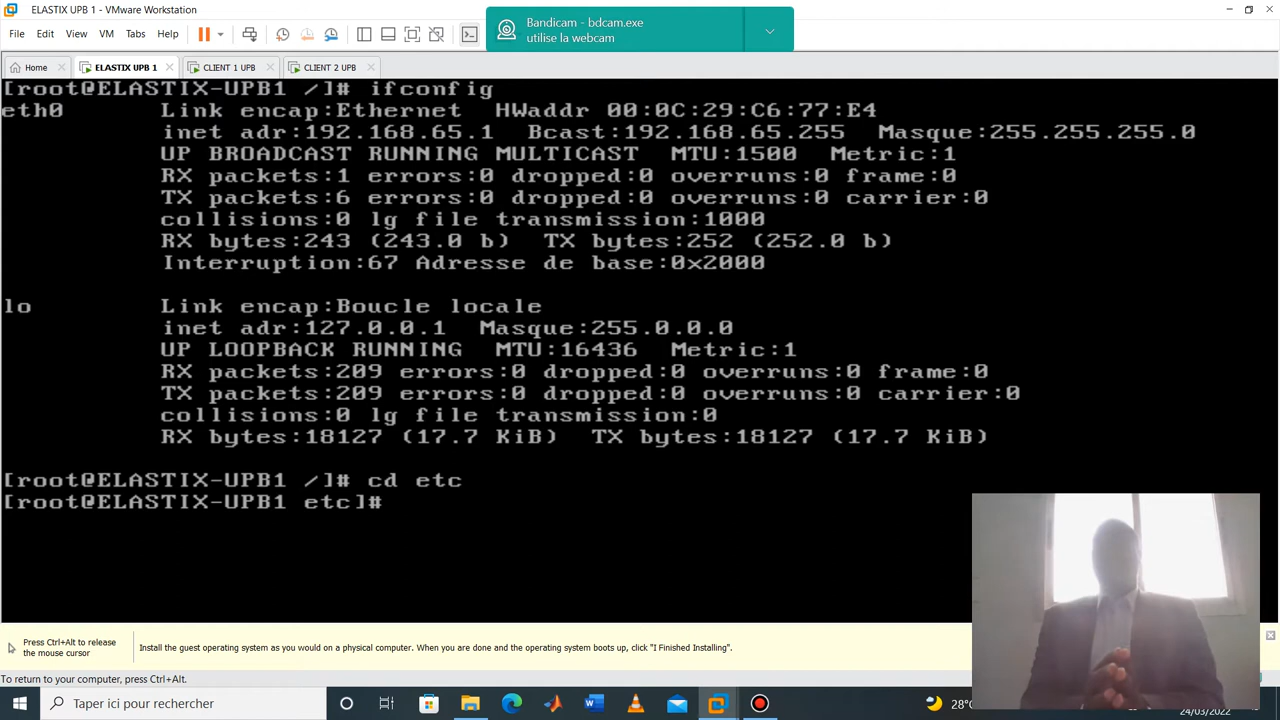 ELASTIX UPB 1 - VMware Workstation
Bandicam - bdcam.exe
utilise la webcam
File Edit View VM Tabs Help
Home ELASTIX UPB 1 CLIENT 1 UPB CLIENT 2 UPB
[root@ELASTIX-UPB1 /]# ifconfig
eth0 Link encap:Ethernet HWaddr 00:0C:29:C6:77:E4
inet adr:192.168.65.1 Bcast:192.168.65.255 Masque:255.255.255.0
UP BROADCAST RUNNING MULTICAST MTU:1500 Metric:1
RX packets:1 errors:0 dropped:0 overruns:0 frame:0
TX packets:6 errors:0 dropped:0 overruns:0 carrier:0
collisions:0 lg file transmission:1000
RX bytes:243 (243.0 b) TX bytes:252 (252.0 b)
Interruption:67 Adresse de base:0x2000
lo Link encap:Boucle locale
inet adr:127.0.0.1 Masque:255.0.0.0
UP LOOPBACK RUNNING MTU:16436 Metric:1
RX packets:209 errors:0 dropped:0 overruns:0 frame:0
TX packets:209 errors:0 dropped:0 overruns:0 carrier:0
collisions:0 lg file transmission:0
RX bytes:18127 (17.7 KiB) TX bytes:18127 (17.7 KiB)
[root@ELASTIX-UPB1 /]# cd etc
[root@ELASTIX-UPB1 etc]#
Press Ctrl+Alt to release
the mouse cursor
Install the guest operating system as you would on a physical computer. When you are done and the operating system boots up, click "I Finished Installing".
To return to your computer, press Ctrl+Alt.
Taper ici pour rechercher
28°
24/03/2022